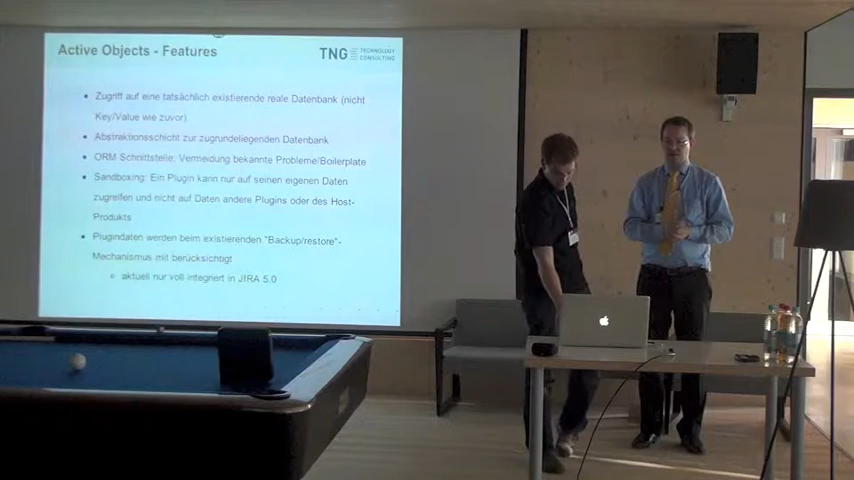 Active Objects - Features
TNG TECHNOLOGY
CONSULTING
• Zugriff auf eine tatsächlich existierende reale Datenbank (nicht
Key/Value wie zuvor)
• Abstraktionsschicht zur zugrundeliegenden Datenbank
• ORM Schnittstelle: Vermeidung bekannte Probleme/Boilerplate
• Sandboxing: Ein Plugin kann nur auf seinen eigenen Daten
zugreifen und nicht auf Daten andere Plugins oder des Host-
Produkts
• Plugindaten werden beim existierenden "Backup/restore"-
Mechanismus mit berücksichtigt
aktuell nur voll integriert in JIRA 5.0